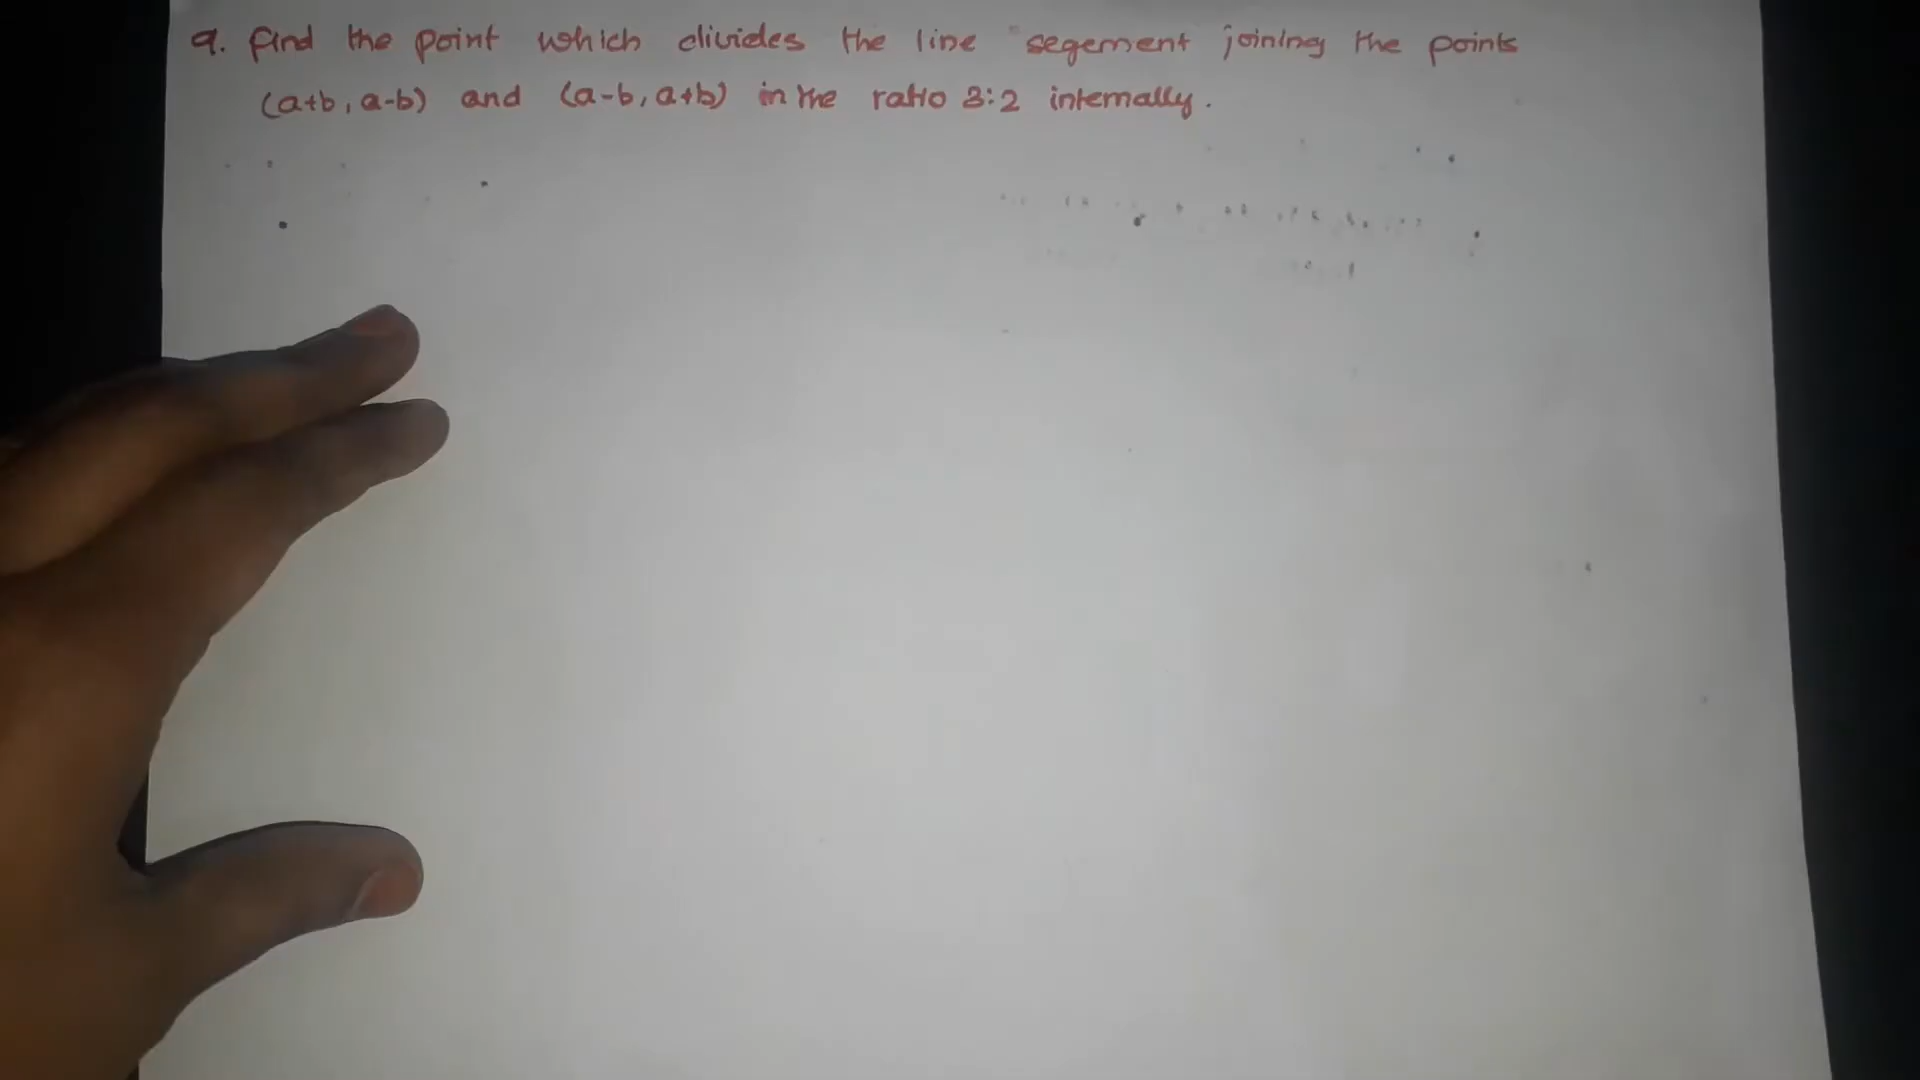 9. Find the point which divides the line segement joining the points
(a+b, a-b) and (a-b, a+b) in the ratio 3:2 internally.